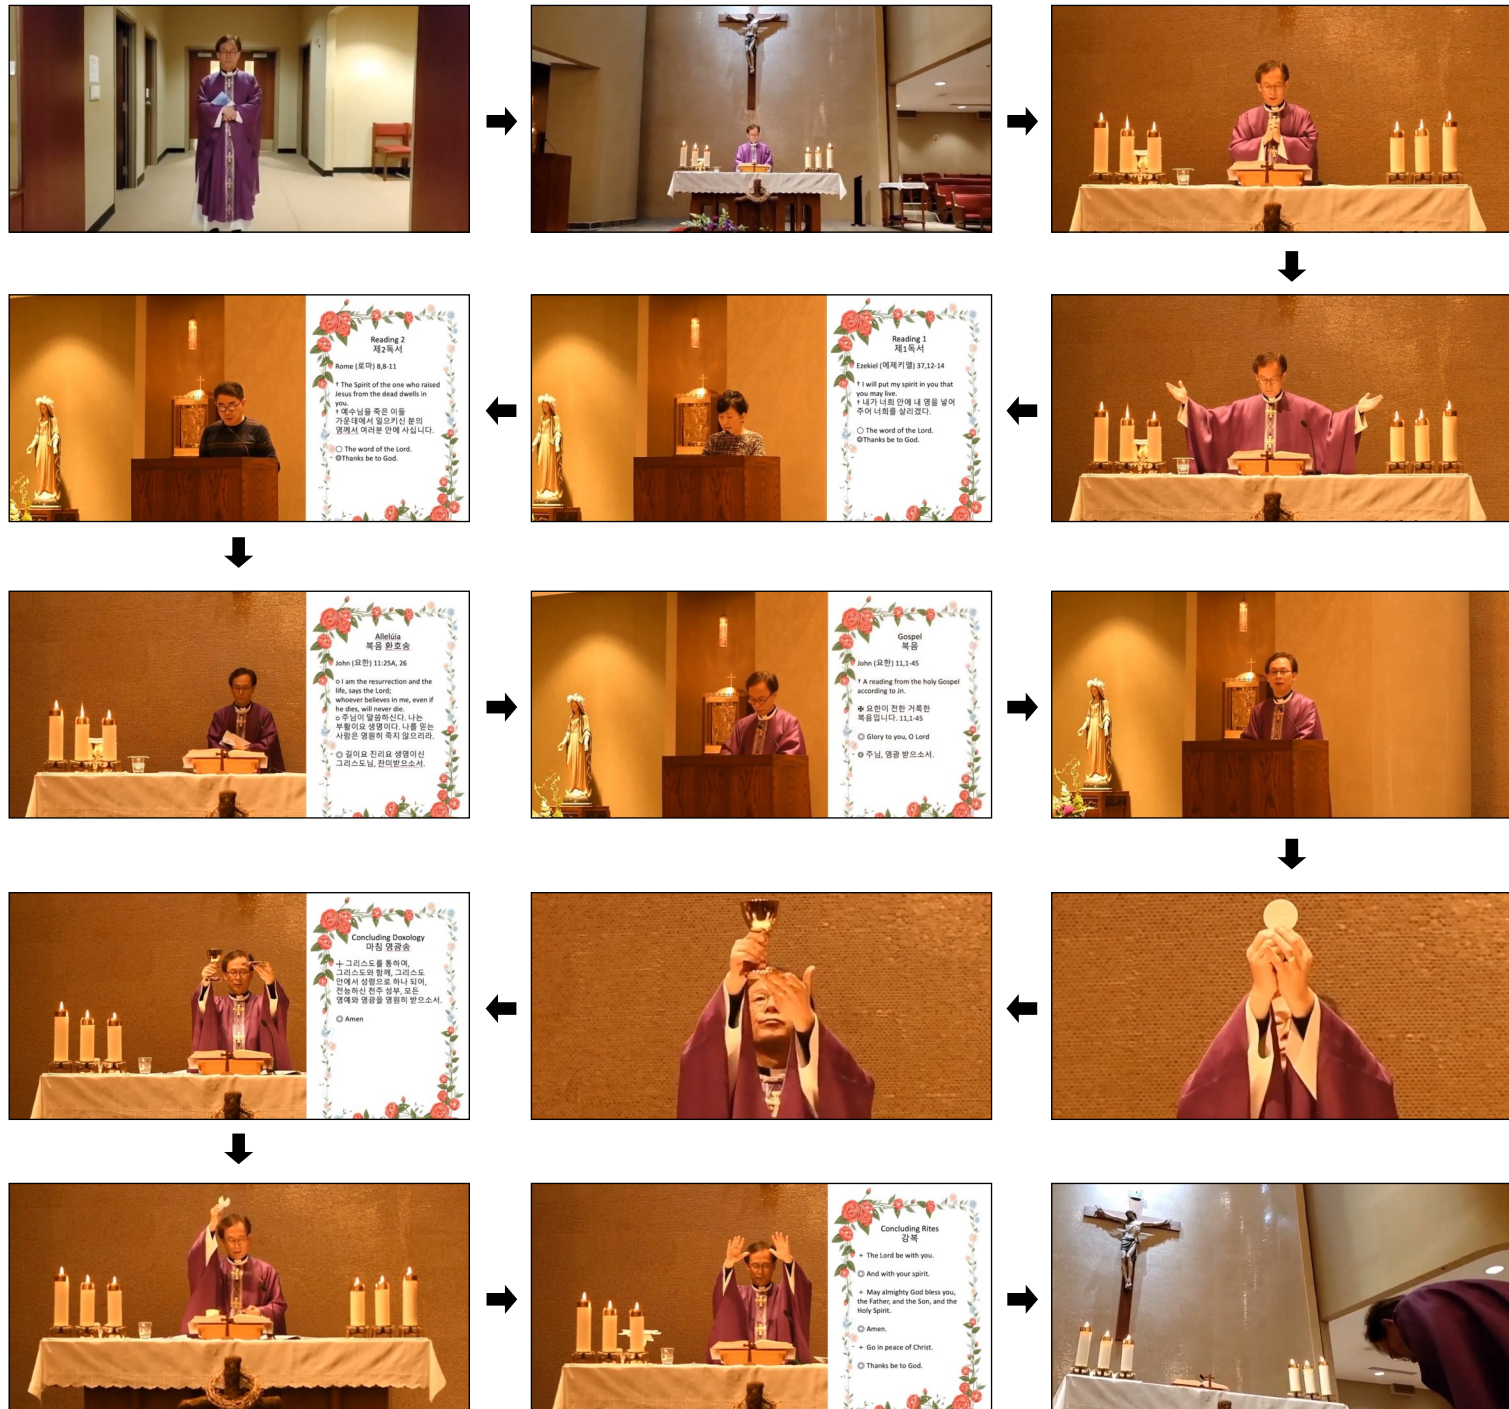 Reading 1
제1독서
Ezekiel (에제키엘) 37,12-14
† I will put my spirit in you that
you may live.
† 내가 너희 안에 내 영을 넣어
주어 너희를 살리겠다.
○ The word of the Lord.
◎Thanks be to God.
Reading 2
제2독서
Rome (로마) 8,8-11
† The Spirit of the one who raised
Jesus from the dead dwells in
you.
† 예수님을 죽은 이들
가운데에서 일으키신 분의
영께서 여러분 안에 사십니다.
○ The word of the Lord.
◎Thanks be to God.
Allelúia
복음 환호송
John (요한) 11:25A, 26
o I am the resurrection and the
life, says the Lord;
whoever believes in me, even if
he dies, will never die.
o 주님이 말씀하신다. 나는
부활이요 생명이다. 나를 믿는
사람은 영원히 죽지 않으리라.
◎ 길이요 진리요 생명이신
그리스도님, 찬미받으소서.
Gospel
복음
John (요한) 11,1-45
† A reading from the holy Gospel
according to Jn.
✠ 요한이 전한 거룩한
복음입니다. 11,1-45
◎ Glory to you, O Lord
◎ 주님, 영광 받으소서.
Concluding Doxology
마침 영광송
┼ 그리스도를 통하여,
그리스도와 함께, 그리스도
안에서 성령으로 하나 되어,
전능하신 천주 성부, 모든
영예와 영광을 영원히 받으소서.
◎ Amen
Concluding Rites
강복
+ The Lord be with you.
◎ And with your spirit.
+ May almighty God bless you,
the Father, and the Son, and the
Holy Spirit.
◎ Amen.
+ Go in peace of Christ.
◎ Thanks be to God.